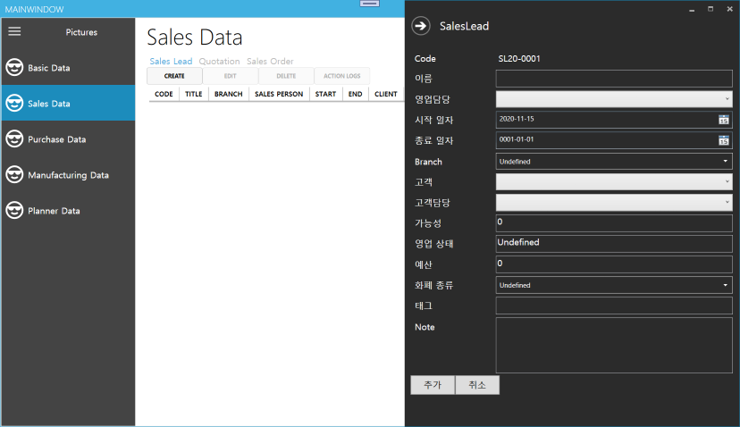 MAINWINDOW
Pictures
Basic Data
Sales Data
Purchase Data
Manufacturing Data
Planner Data
Sales Data
Sales Lead Quotation Sales Order
CREATE EDIT DELETE ACTION LOGS
CODE TITLE BRANCH SALES PERSON START END CLIENT
SalesLead
Code SL20-0001
이름
영업담당
시작 일자 2020-11-15 15
종료 일자 0001-01-01 15
Branch Undefined
고객
고객담당
가능성 0
영업 상태 Undefined
예산 0
화폐 종류 Undefined
태그
Note
추가 취소